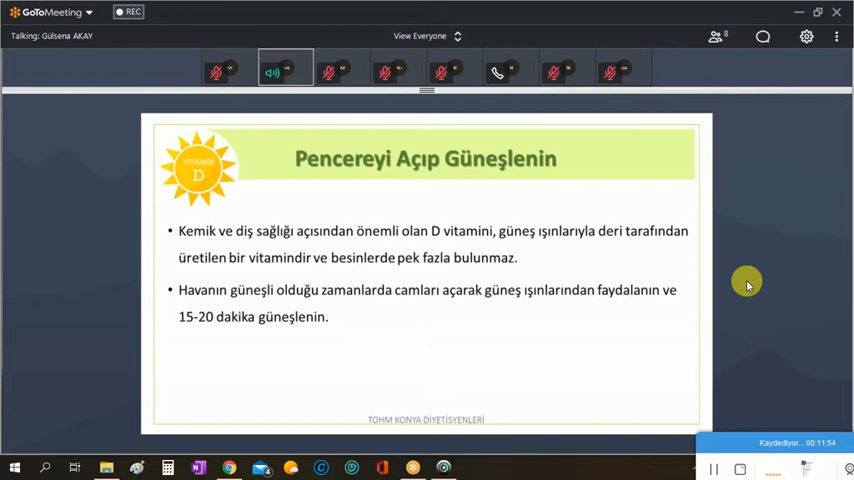 GoToMeeting
REC
Talking: Gülsena AKAY
View Everyone
8
VITAMIN
D
Pencereyi Açıp Güneşlenin
• Kemik ve diş sağlığı açısından önemli olan D vitamini, güneş ışınlarıyla deri tarafından
üretilen bir vitamindir ve besinlerde pek fazla bulunmaz.
• Havanın güneşli olduğu zamanlarda camları açarak güneş ışınlarından faydalanın ve
15-20 dakika güneşlenin.
TOHM KONYA DİYETİSYENLERİ
Kaydediyor... 00:11:54